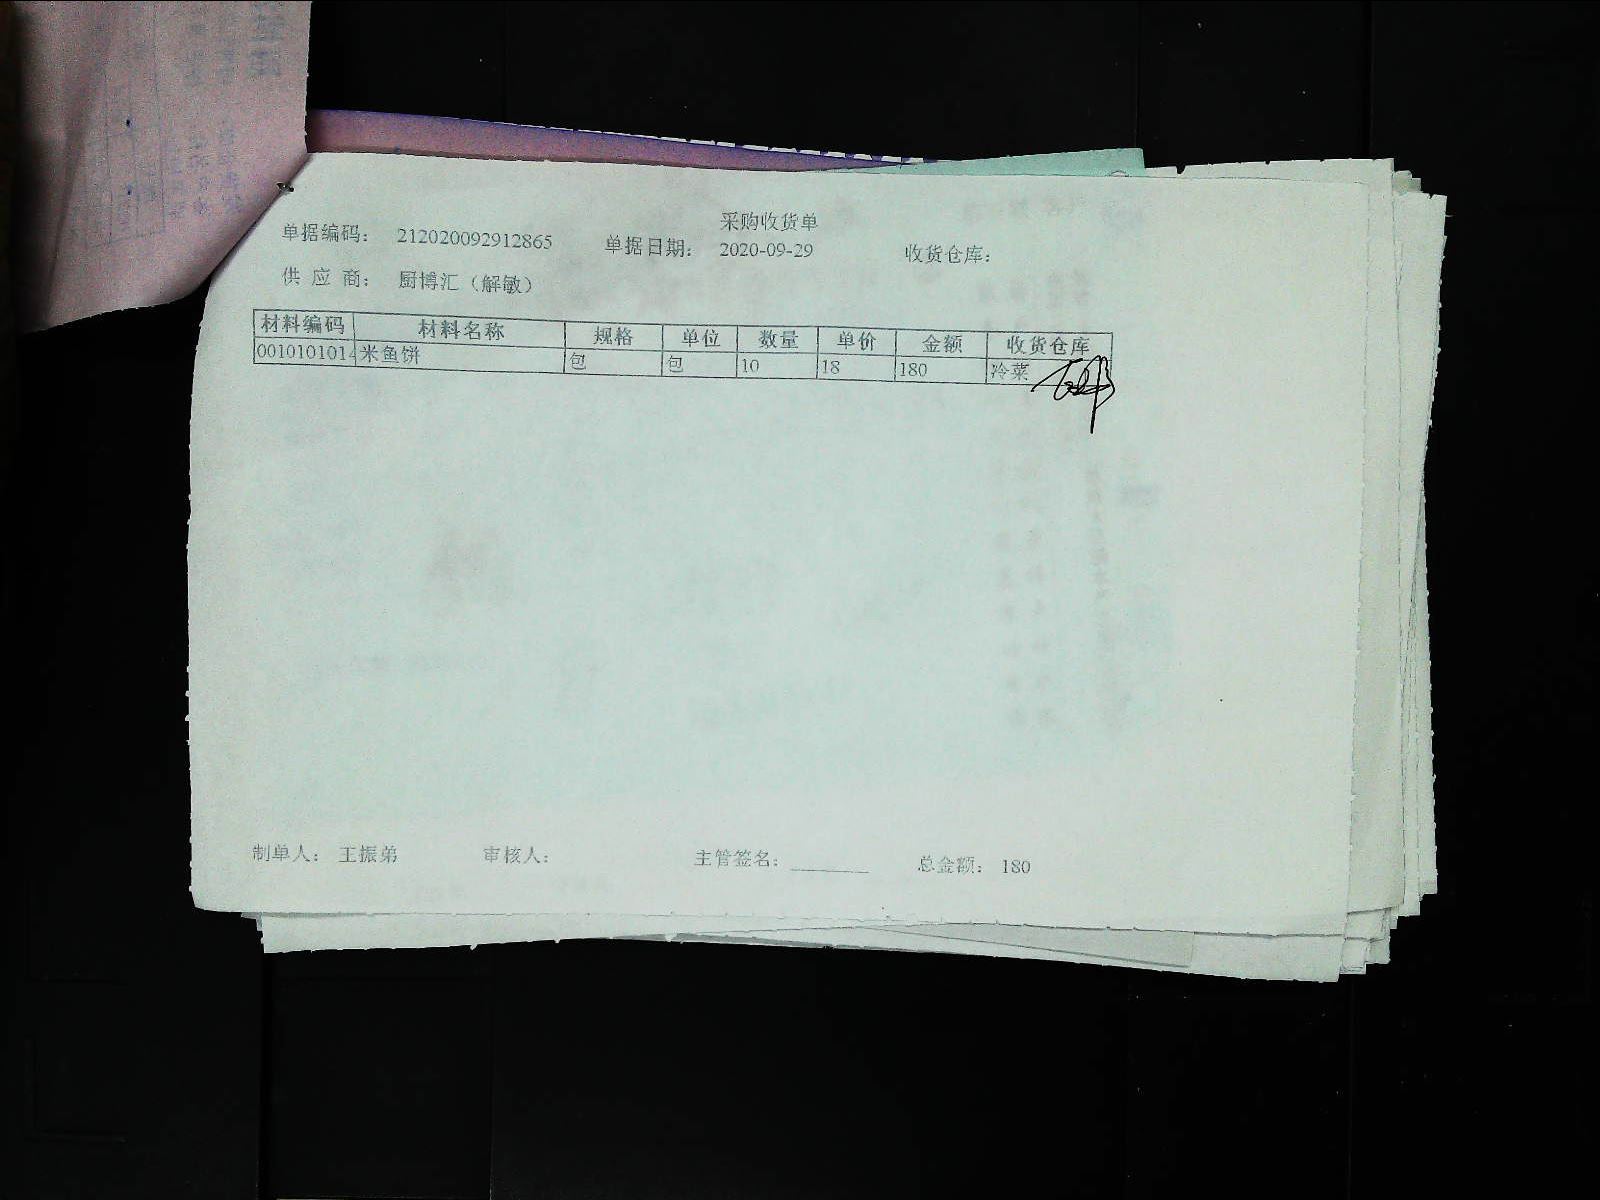 采购收货单
单据编码： 212020092912865 单据日期： 2020-09-29 收货仓库：
供 应 商： 厨博汇（解敏）
材料编码 材料名称 规格 单位 数量 单价 金额 收货仓库
0010101014 米鱼饼 包 包 10 18 180 冷菜
制单人： 王振弟 审核人： 主管签名：________ 总金额： 180